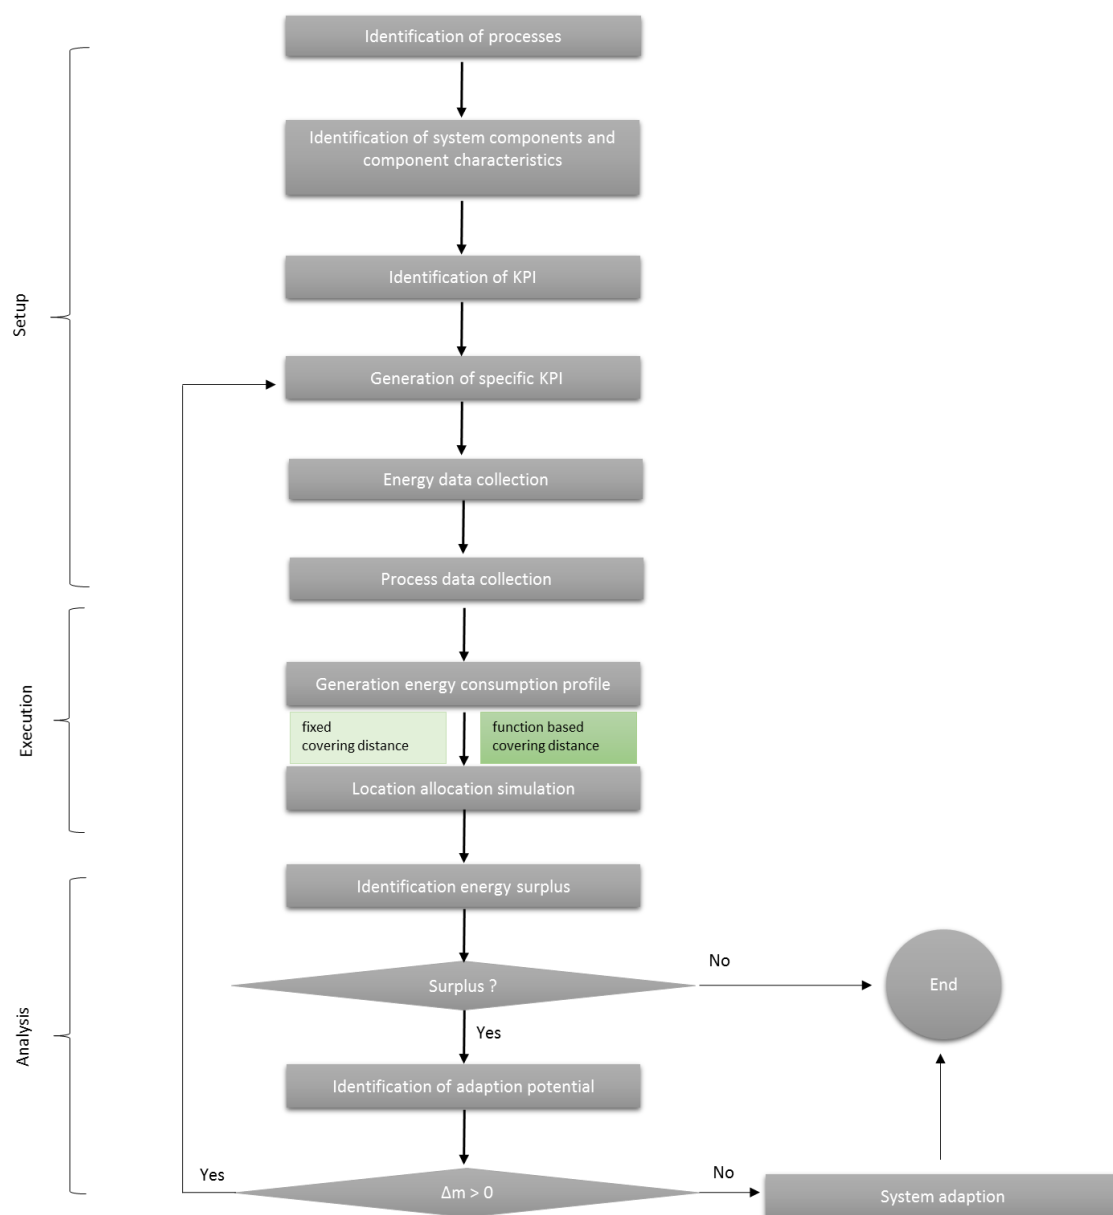 Identification of processes
Identification of system components and
component characteristics
Identification of KPI
Setup
Generation of specific KPI
Energy data collection
Process data collection
Generation energy consumption profile
Execution
fixed
covering distance
function based
covering distance
Location allocation simulation
Identification energy surplus
Surplus ?
No
End
Yes
Analysis
Identification of adaption potential
Yes
Δm > 0
No
System adaption